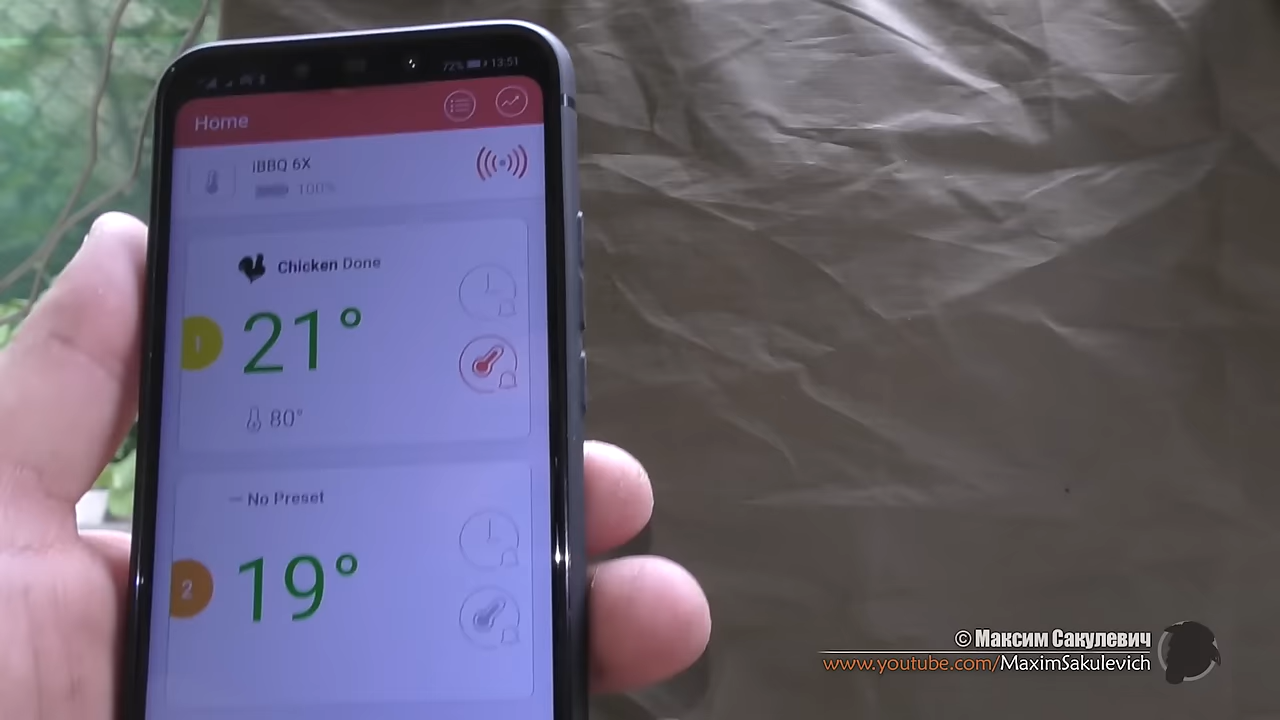 72% 13:51
Home
iBBQ 6X
100%
Chicken Done
1
21°
80°
— No Preset
2
19°
© Максим Сакулевич
www.youtube.com/MaximSakulevich